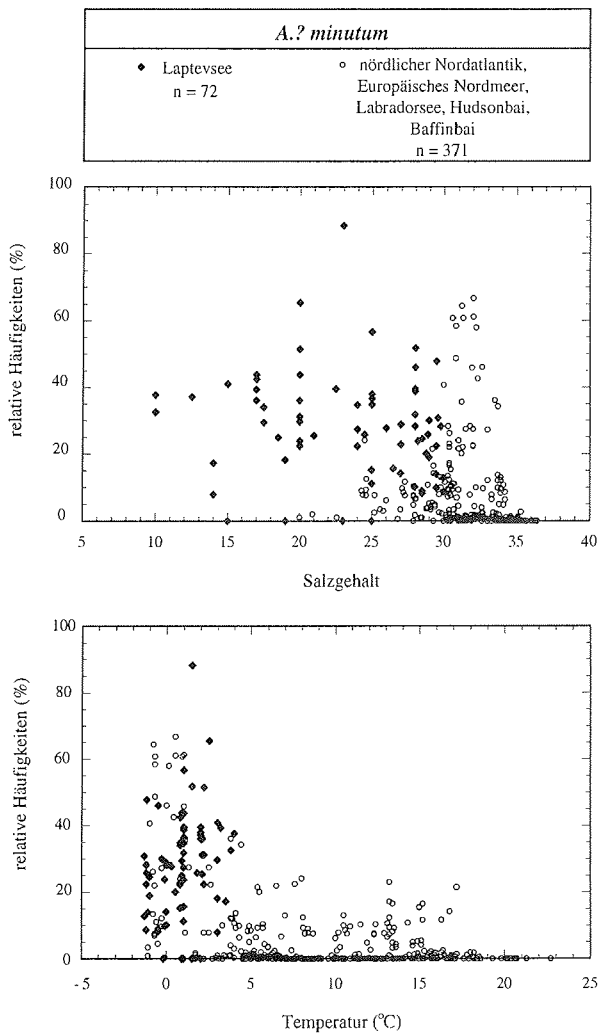 A.? minutum
Laptevsee
n = 72
nördlicher Nordatlantik,
Europäisches Nordmeer,
Labradorsee, Hudsonbai,
Baffinbai
n = 371
relative Häufigkeiten (%)
100
80
60
40
20
0
5 10 15 20 25 30 35 40
Salzgehalt
relative Häufigkeiten (%)
100
80
60
40
20
0
- 5 0 5 10 15 20 25
Temperatur (°C)